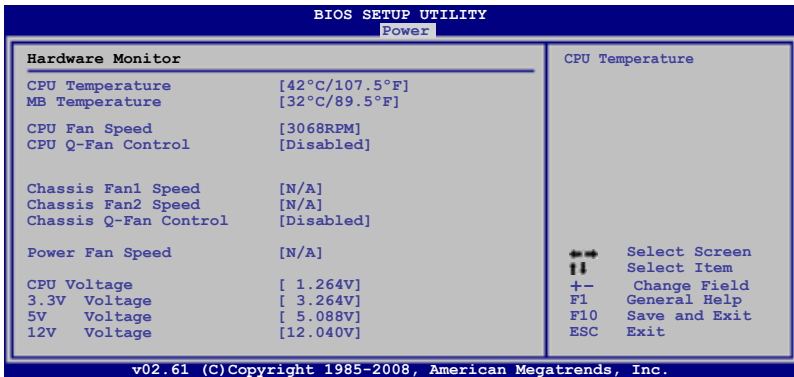 BIOS SETUP UTILITY
Power
Hardware Monitor
CPU Temperature [42°C/107.5°F]
MB Temperature [32°C/89.5°F]
CPU Fan Speed [3068RPM]
CPU Q-Fan Control [Disabled]
Chassis Fan1 Speed [N/A]
Chassis Fan2 Speed [N/A]
Chassis Q-Fan Control [Disabled]
Power Fan Speed [N/A]
CPU Voltage [ 1.264V]
3.3V Voltage [ 3.264V]
5V Voltage [ 5.088V]
12V Voltage [12.040V]
CPU Temperature
←→ Select Screen
↑↓ Select Item
+- Change Field
F1 General Help
F10 Save and Exit
ESC Exit
v02.61 (C)Copyright 1985-2008, American Megatrends, Inc.